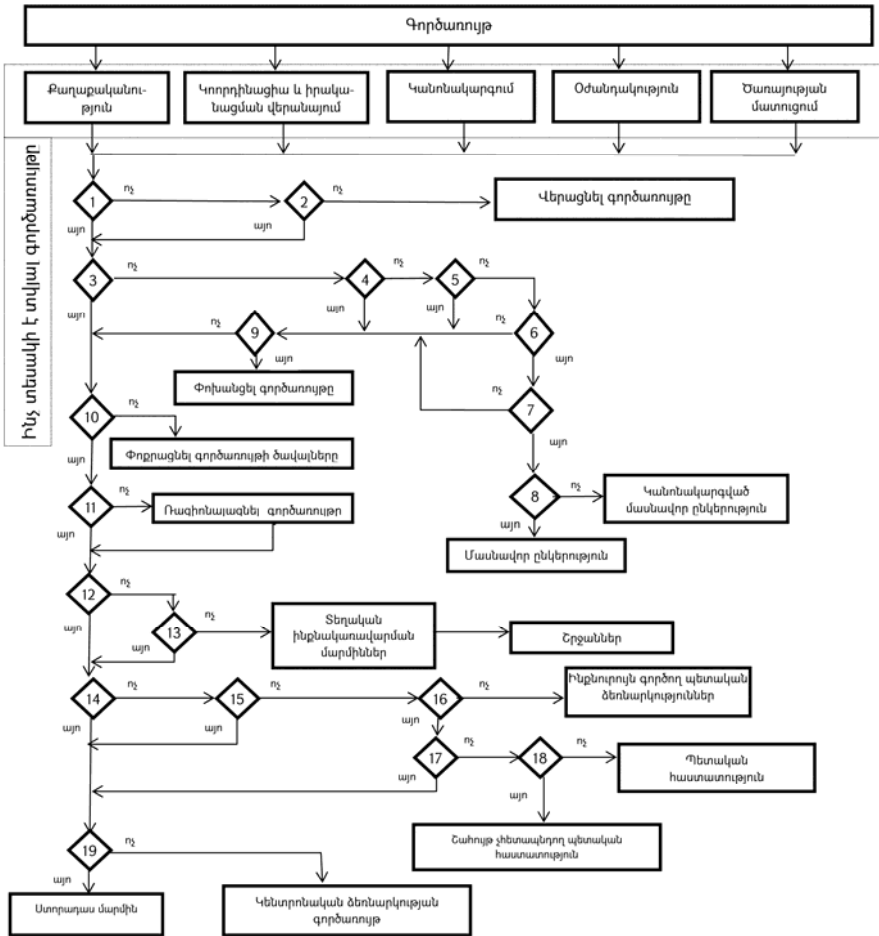 Գործառույթ
Քաղաքականու-
թյուն
Կոորդինացիա և իրակա-
նացման վերանայում
Կանոնակարգում
Օժանդակություն
Ծառայության
մատուցում
Ինչ տեսակի է տվյալ գործառույթը
1
ոչ
այո
2
ոչ
այո
Վերացնել գործառույթը
3
ոչ
այո
4
ոչ
այո
5
ոչ
այո
6
ոչ
այո
9
ոչ
այո
Փոխանցել գործառույթը
7
ոչ
այո
10
ոչ
այո
Փոքրացնել գործառույթի ծավալները
8
ոչ
այո
Կանոնակարգված
մասնավոր ընկերություն
Մասնավոր ընկերություն
11
ոչ
այո
Ռացիոնալացնել գործառույթը
12
ոչ
այո
13
ոչ
այո
Տեղական
ինքնակառավարման
մարմիններ
Շրջաններ
14
ոչ
այո
15
ոչ
այո
16
ոչ
այո
Ինքնուրույն գործող պետական
ձեռնարկություններ
17
ոչ
այո
18
ոչ
այո
Պետական
հաստատություն
Շահույթ չհետապնդող պետական
հաստատություն
19
ոչ
այո
Ստորադաս մարմին
Կենտրոնական ձեռնարկության
գործառույթ